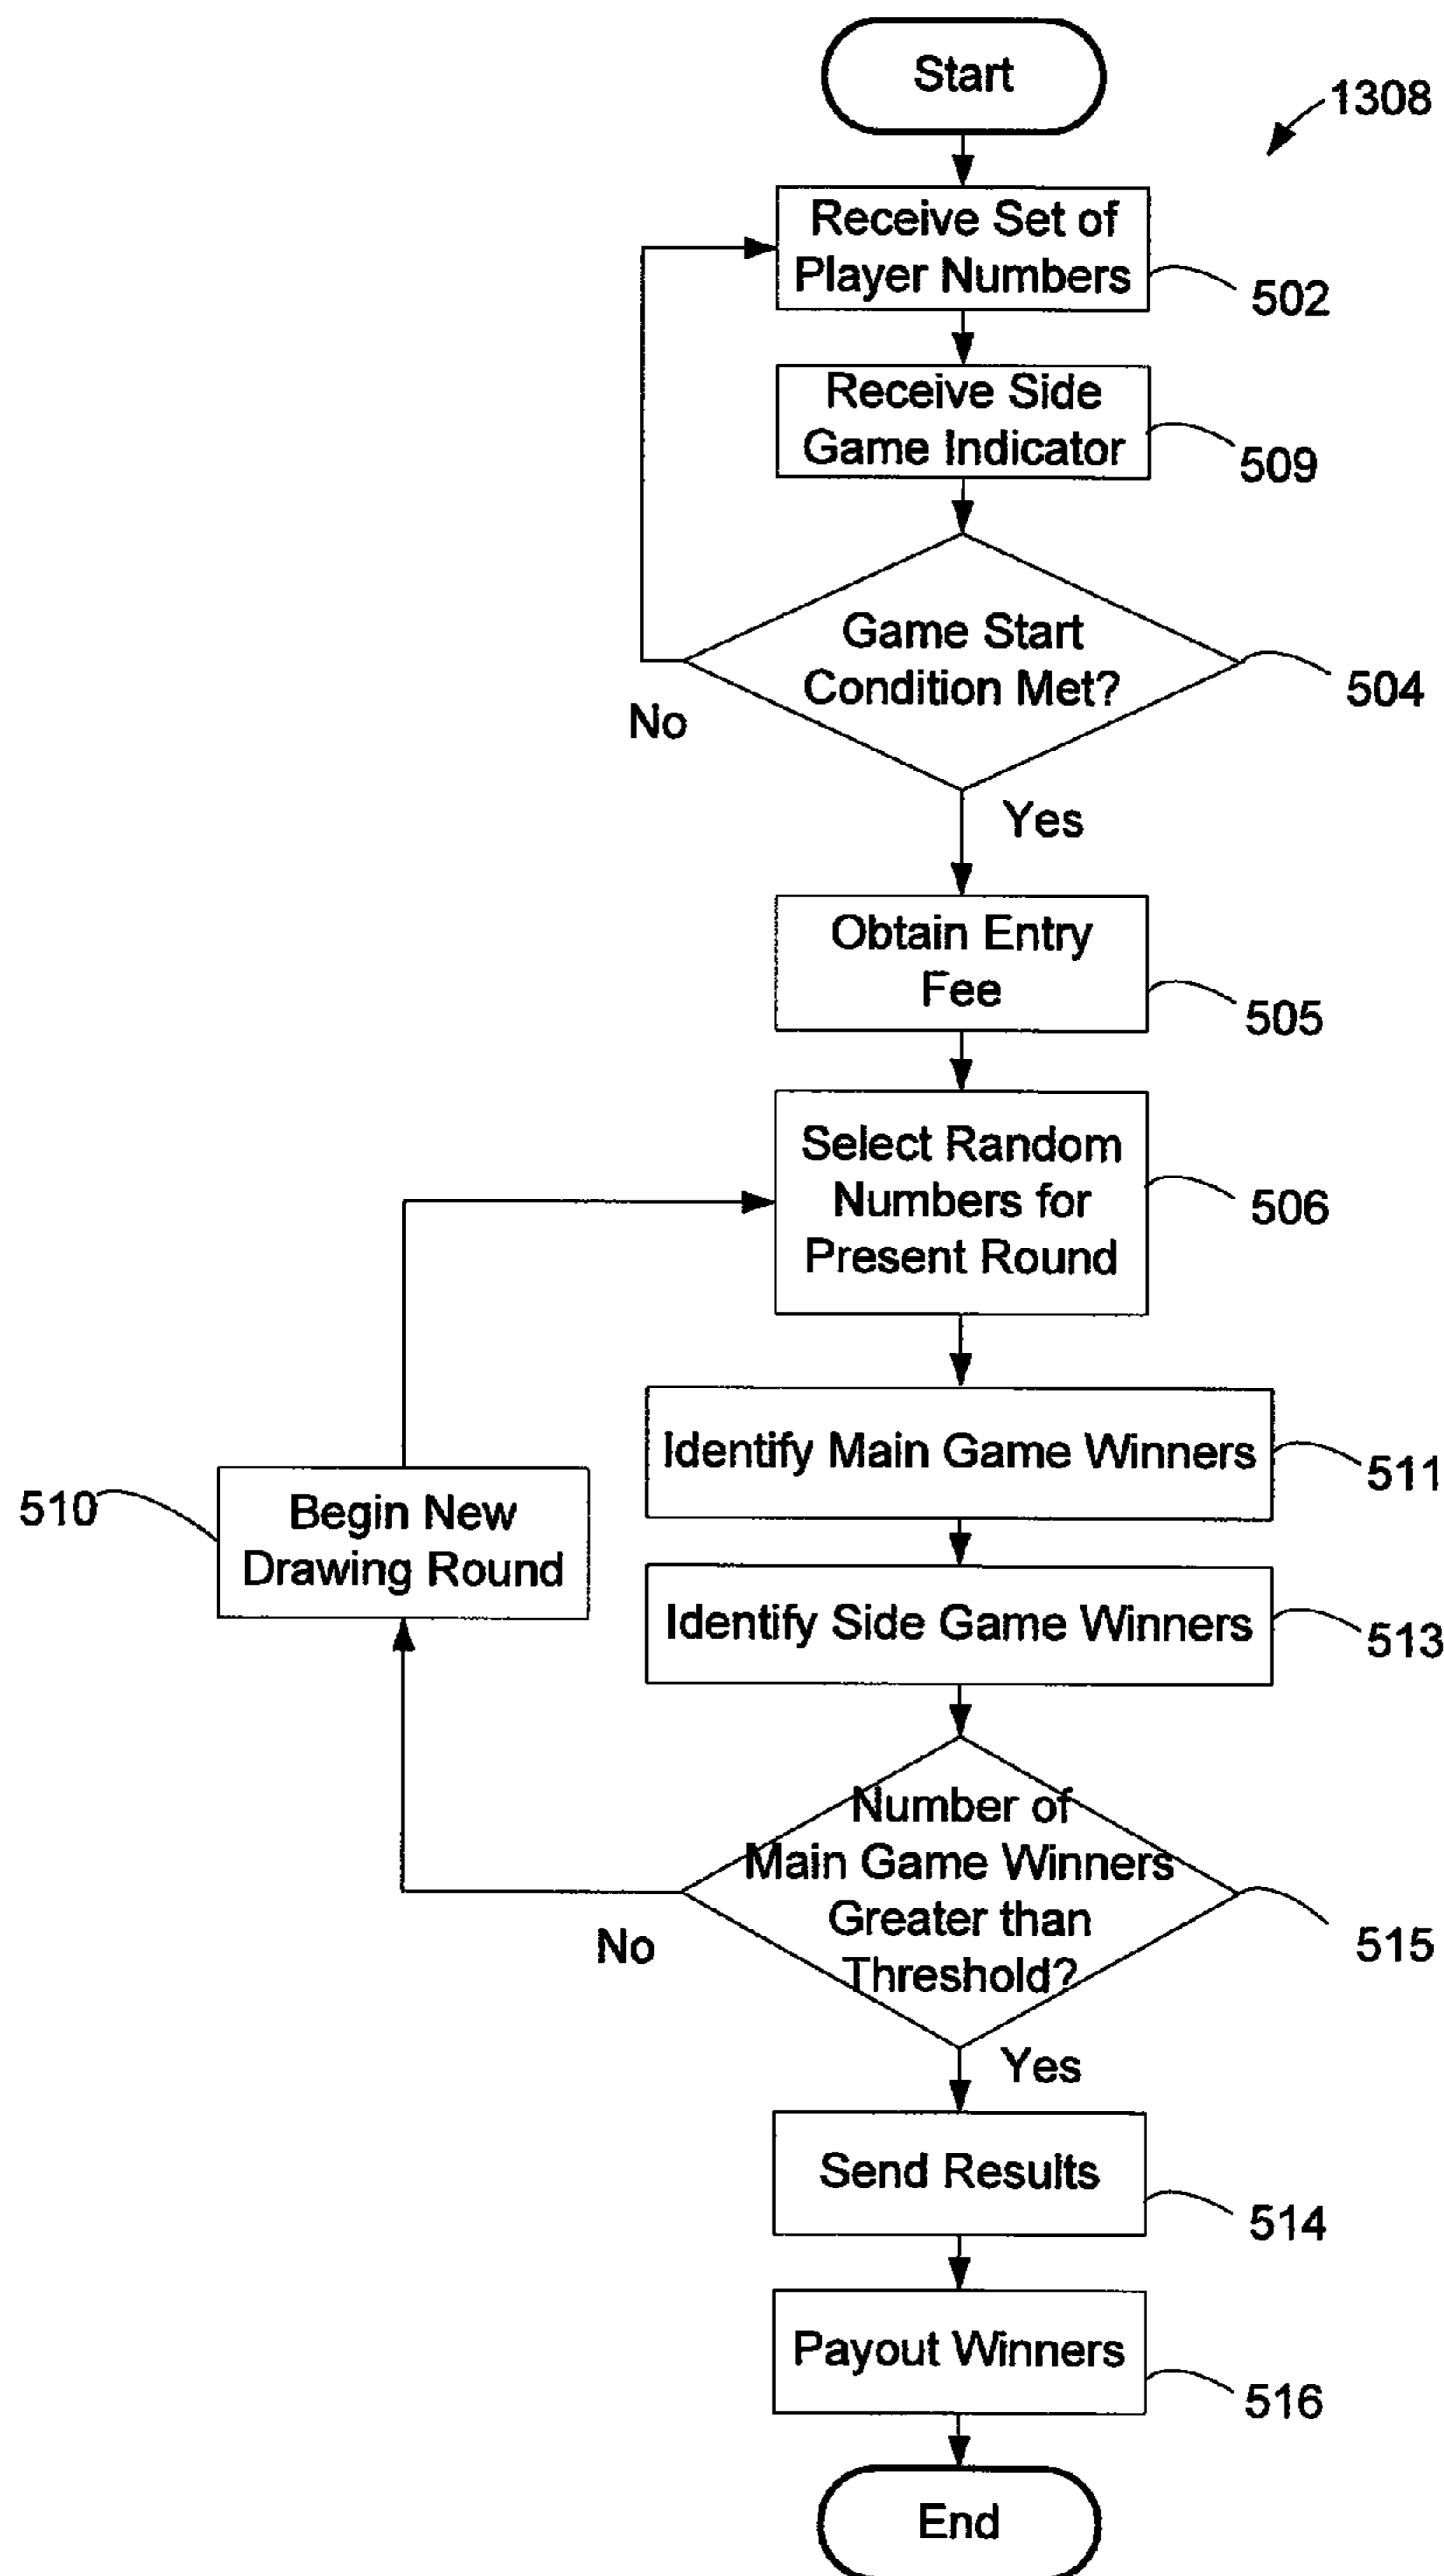 Start
1308
Receive Set of
Player Numbers
502
Receive Side
Game Indicator
509
Game Start
Condition Met?
504
No
Yes
Obtain Entry
Fee
505
Select Random
Numbers for
Present Round
506
Identify Main Game Winners
511
510
Begin New
Drawing Round
Identify Side Game Winners
513
Number of
Main Game Winners
Greater than
Threshold?
515
No
Yes
Send Results
514
Payout Winners
516
End